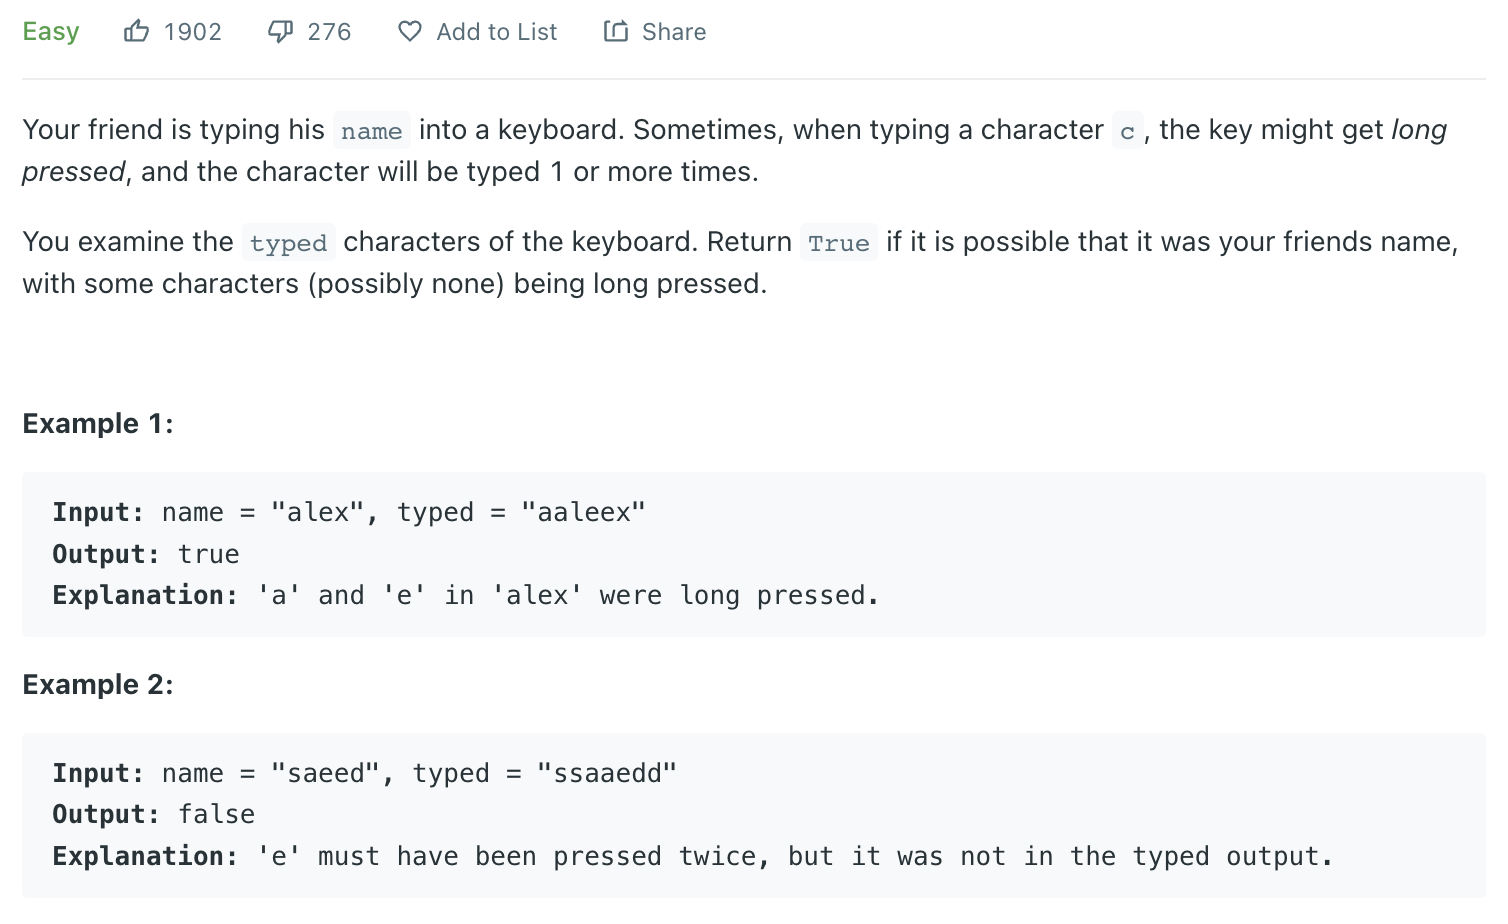 Easy 1902 276 Add to List Share
Your friend is typing his name into a keyboard. Sometimes, when typing a character c, the key might get long
pressed, and the character will be typed 1 or more times.
You examine the typed characters of the keyboard. Return True if it is possible that it was your friends name,
with some characters (possibly none) being long pressed.
Example 1:
Input: name = "alex", typed = "aaleex"
Output: true
Explanation: 'a' and 'e' in 'alex' were long pressed.
Example 2:
Input: name = "saeed", typed = "ssaaedd"
Output: false
Explanation: 'e' must have been pressed twice, but it was not in the typed output.